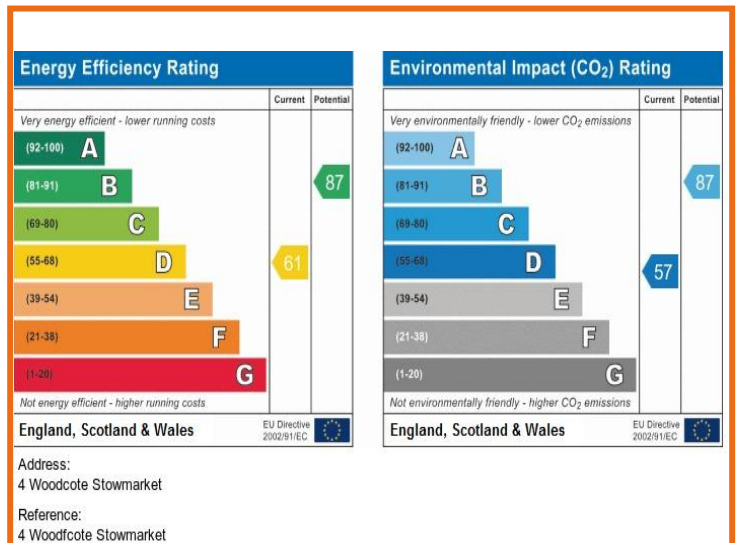 Energy Efficiency Rating
Current Potential
Very energy efficient - lower running costs
(92-100) A
(81-91) B
87
(69-80) C
(55-68) D
61
(39-54) E
(21-38) F
(1-20) G
Not energy efficient - higher running costs
England, Scotland & Wales
EU Directive
2002/91/EC
Environmental Impact (CO2) Rating
Current Potential
Very environmentally friendly - lower CO2 emissions
(92-100) A
(81-91) B
87
(69-80) C
(55-68) D
57
(39-54) E
(21-38) F
(1-20) G
Not environmentally friendly - higher CO2 emissions
England, Scotland & Wales
EU Directive
2002/91/EC
Address:
4 Woodcote Stowmarket
Reference:
4 Woodfcote Stowmarket